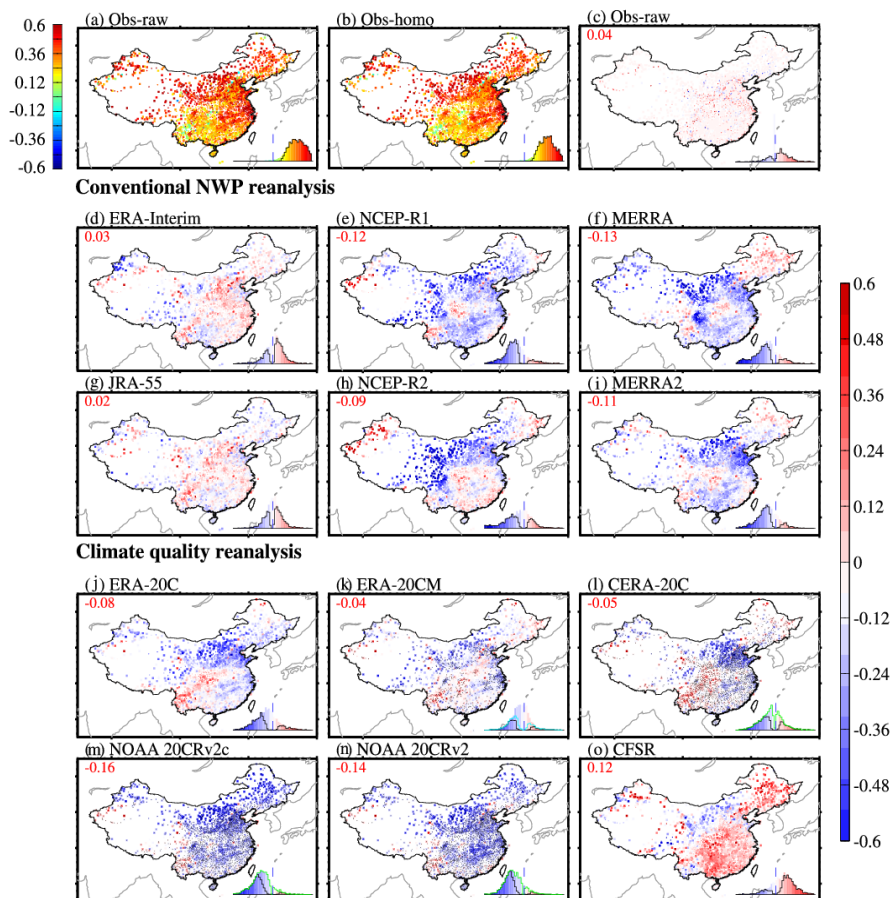 (a) Obs-raw
(b) Obs-homo
(c) Obs-raw
0.04
0.6
0.36
0.12
-0.12
-0.36
-0.6
Conventional NWP reanalysis
(d) ERA-Interim
(e) NCEP-R1
(f) MERRA
0.03
-0.12
-0.13
(g) JRA-55
(h) NCEP-R2
(i) MERRA2
0.02
-0.09
-0.11
Climate quality reanalysis
(j) ERA-20C
(k) ERA-20CM
(l) CERA-20C
-0.08
-0.04
-0.05
(m) NOAA 20CRv2c
(n) NOAA 20CRv2
(o) CFSR
-0.16
-0.14
0.12
0.6
0.48
0.36
0.24
0.12
0
-0.12
-0.24
-0.36
-0.48
-0.6